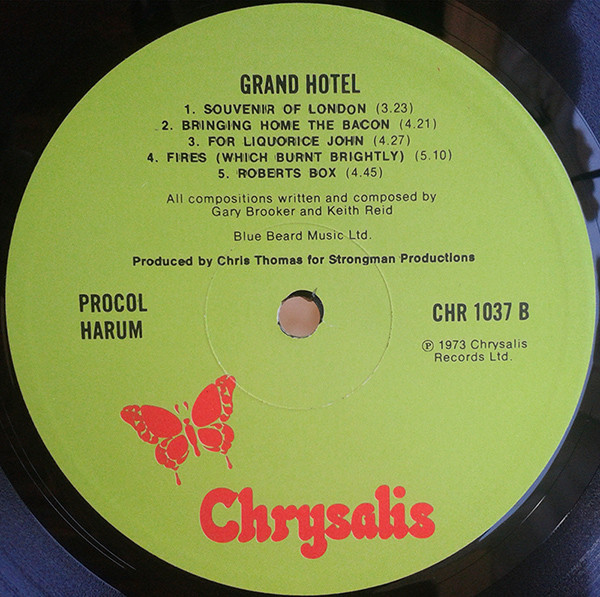 GRAND HOTEL
1. SOUVENIR OF LONDON (3.23)
2. BRINGING HOME THE BACON (4.21)
3. FOR LIQUORICE JOHN (4.27)
4. FIRES (WHICH BURNT BRIGHTLY) (5.10)
5. ROBERTS BOX (4.45)
All compositions written and composed by
Gary Brooker and Keith Reid
Blue Beard Music Ltd.
Produced by Chris Thomas for Strongman Productions
PROCOL
HARUM
CHR 1037 B
℗ 1973 Chrysalis
Records Ltd.
Chrysalis